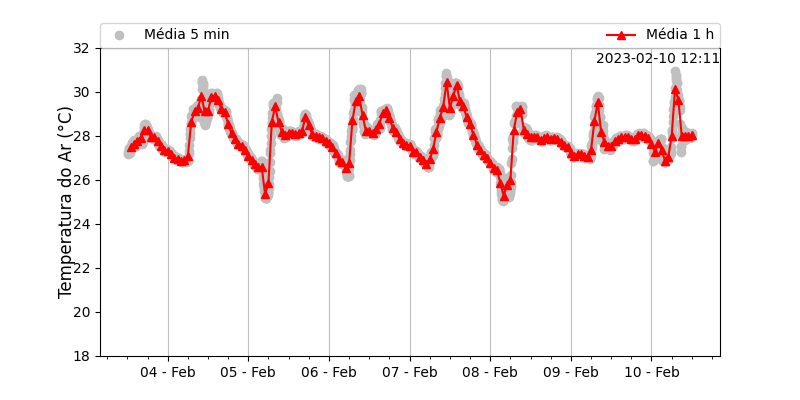 Média 5 min
Média 1 h
2023-02-10 12:11
Temperatura do Ar (°C)
32
30
28
26
24
22
20
18
04 - Feb
05 - Feb
06 - Feb
07 - Feb
08 - Feb
09 - Feb
10 - Feb